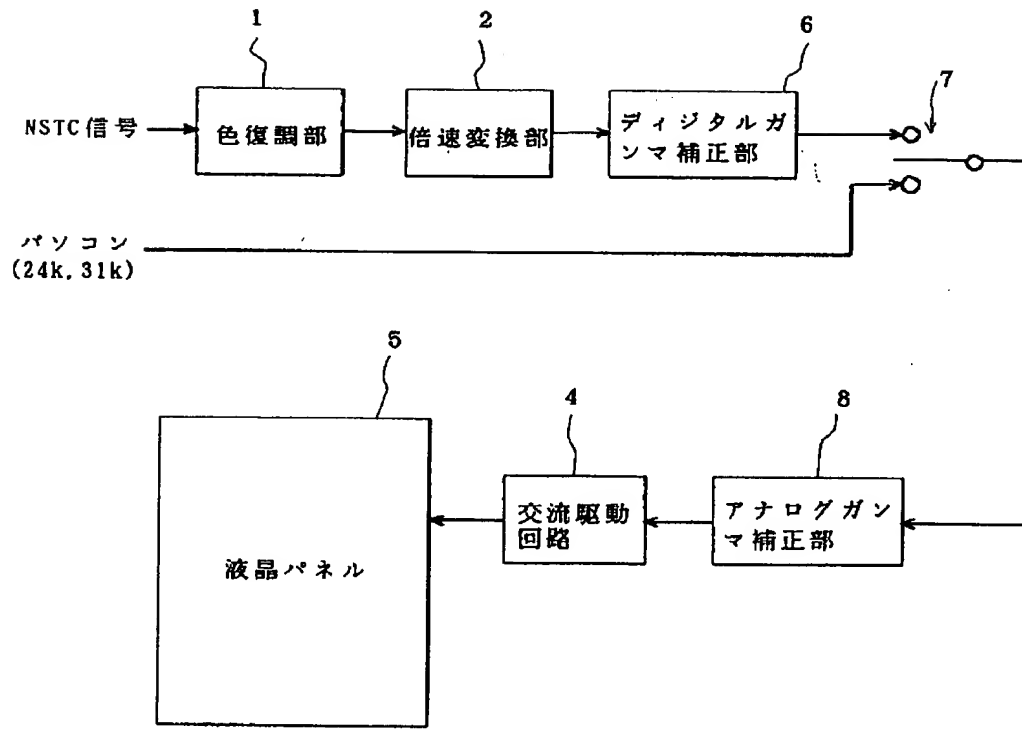 1
2
6
7
NSTC信号
色復調部
倍速変換部
ディジタルガ
ンマ補正部
パソコン
(24k, 31k)
5
4
8
液晶パネル
交流駆動
回路
アナログガン
マ補正部